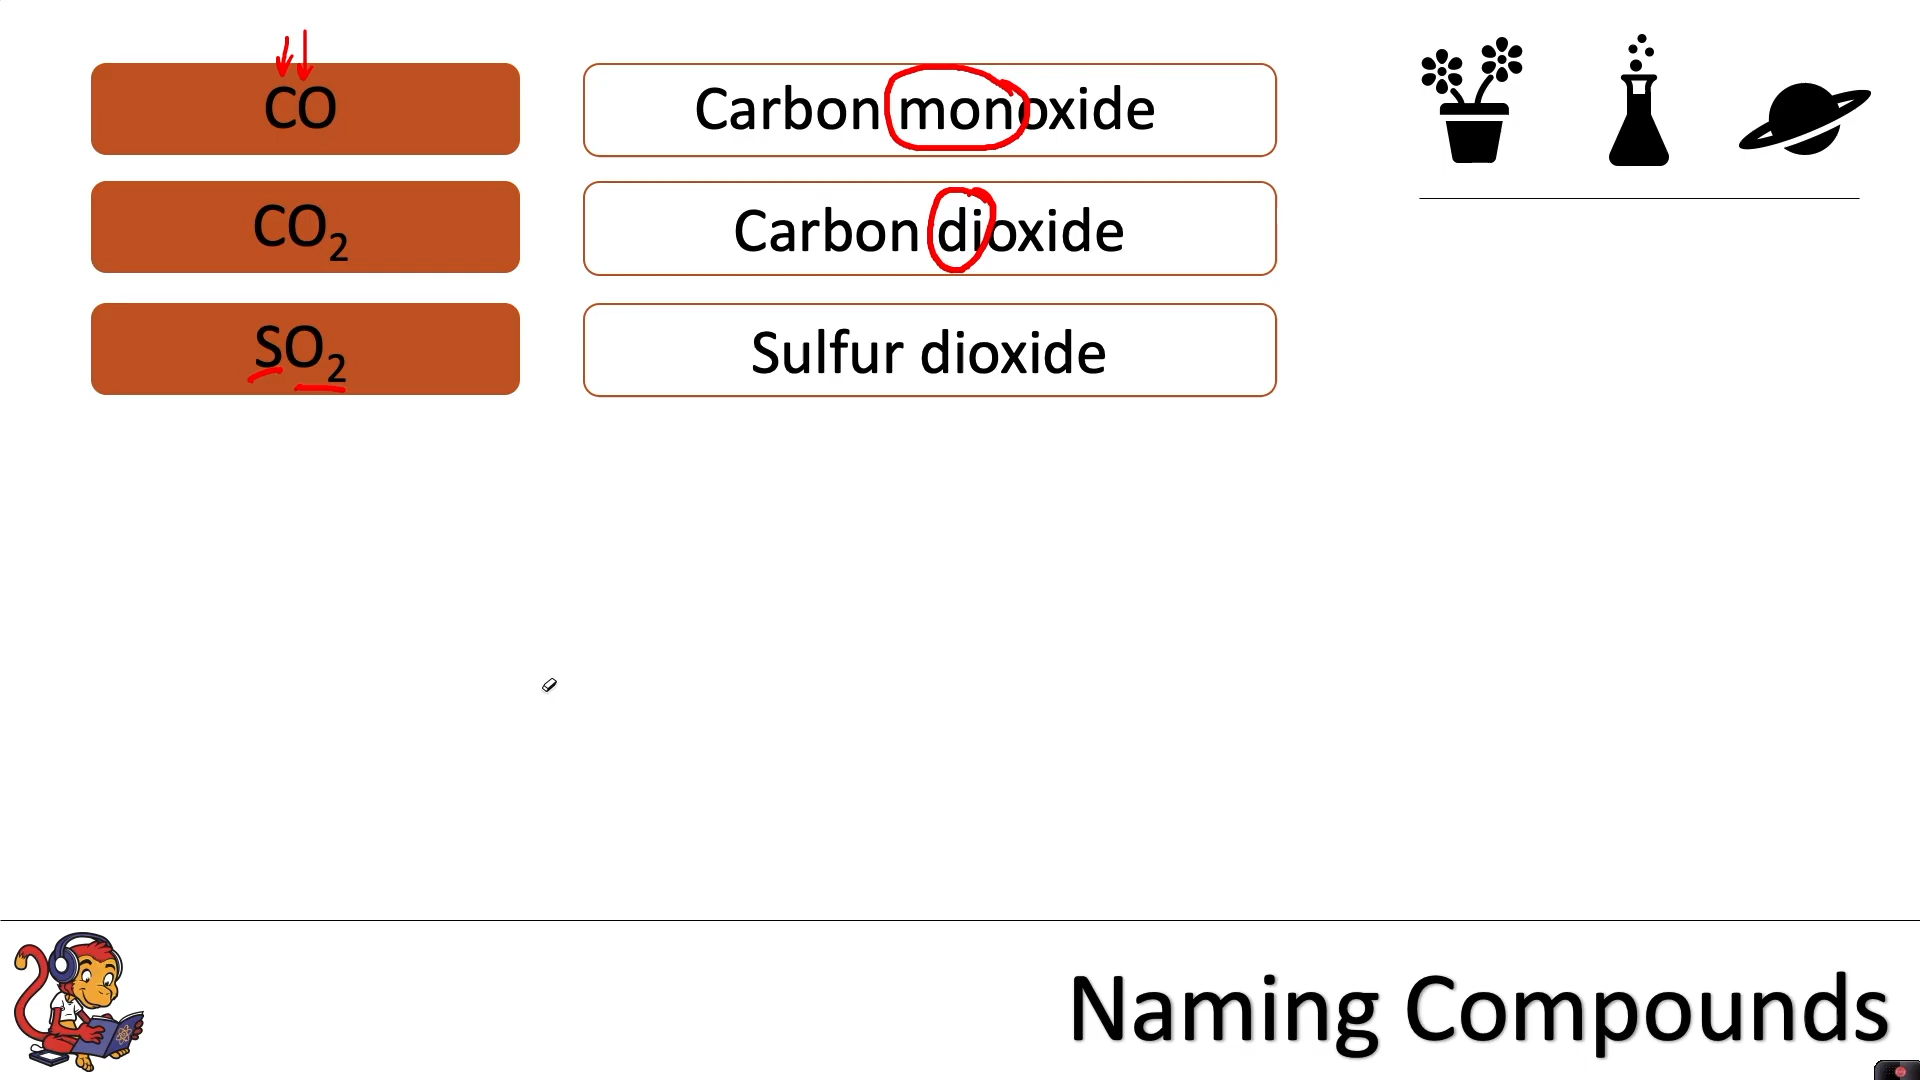 CO
Carbon monoxide
CO₂
Carbon dioxide
SO₂
Sulfur dioxide
Naming Compounds